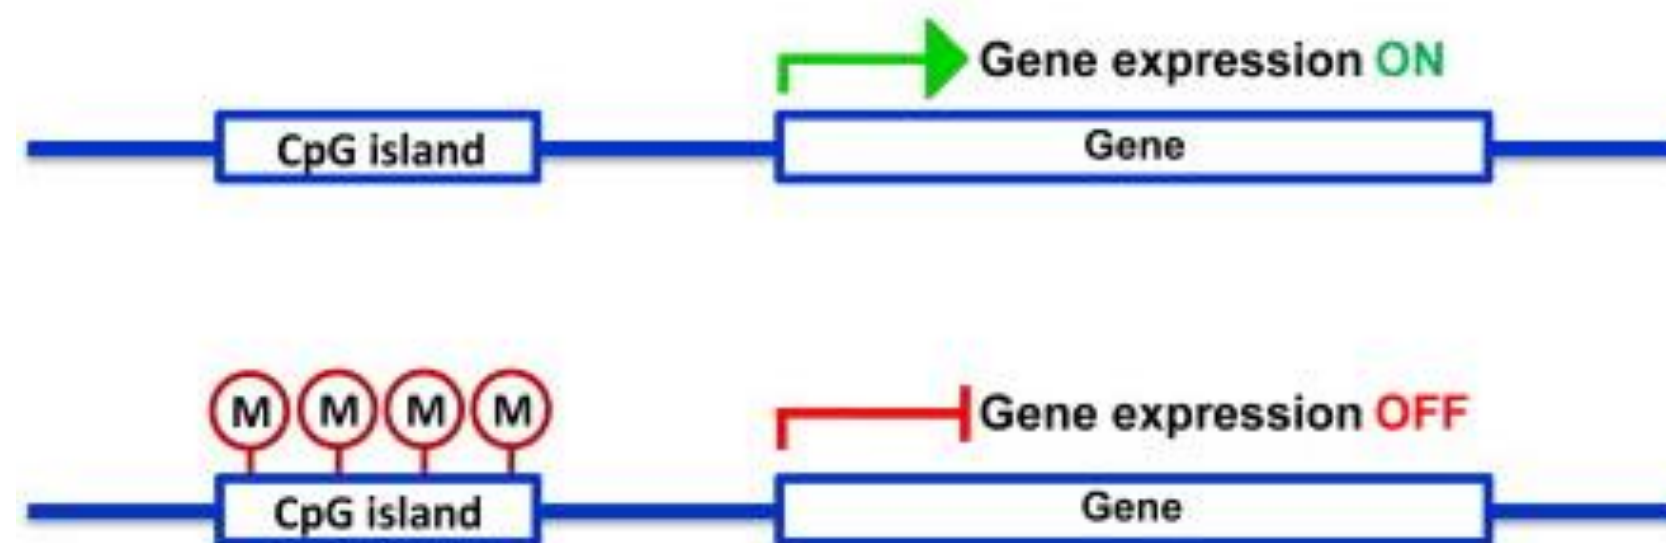 Gene expression ON
CpG island Gene
M M M M
Gene expression OFF
CpG island Gene